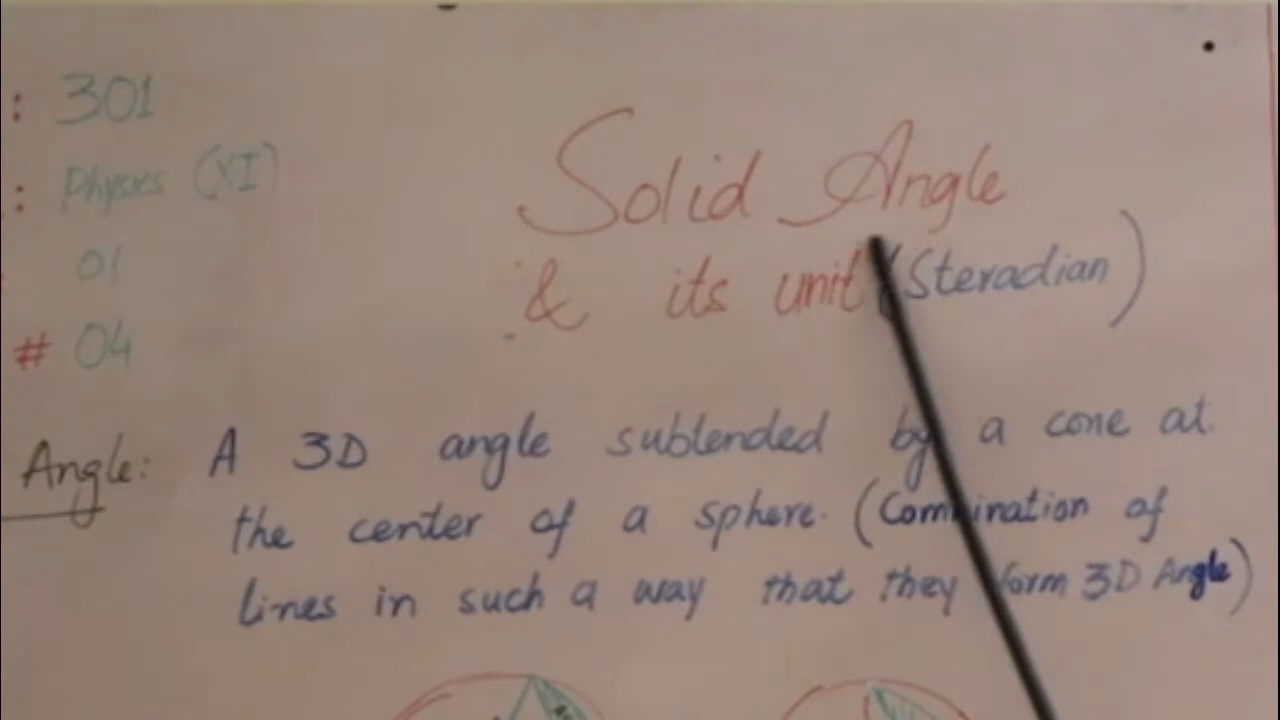 : 301
: Physics (XI)
01
# 04
Solid Angle
& its unit (Steradian)
Angle: A 3D angle subtended by a cone at
the center of a sphere. (Combination of
lines in such a way that they form 3D Angle)